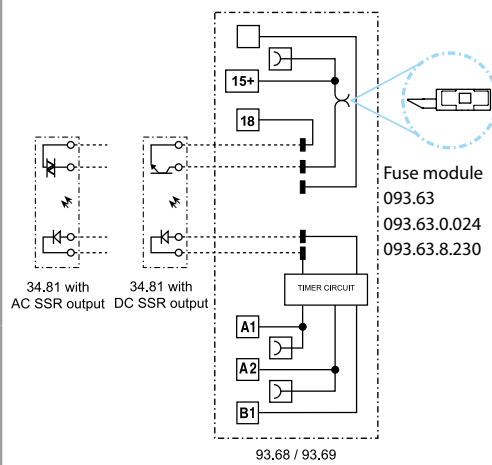 15+
18
Fuse module
093.63
093.63.0.024
093.63.8.230
34.81 with
AC SSR output
34.81 with
DC SSR output
TIMER CIRCUIT
A1
A2
B1
93.68 / 93.69